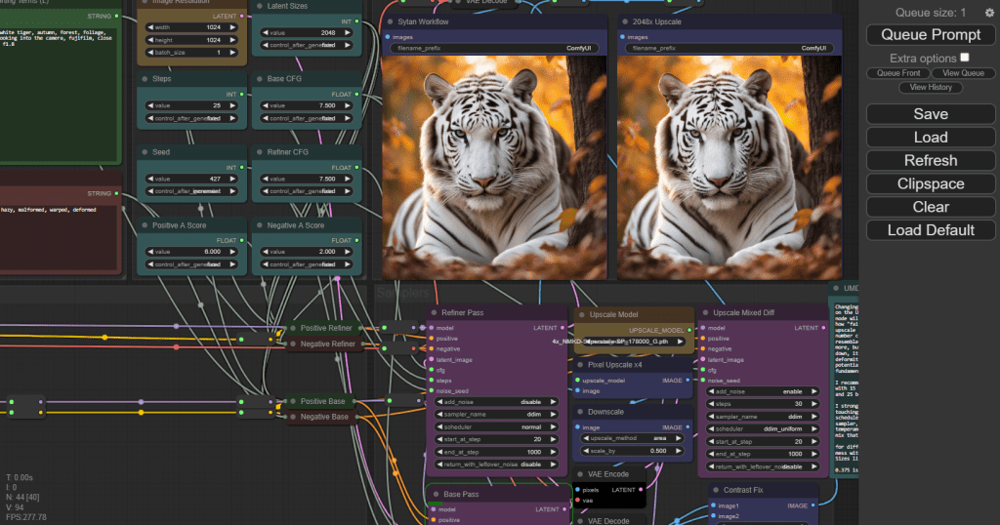 STRING
white tiger, autumn, forest, foliage,
ooking into the camera, fujifilm, close
f1.8
STRING
hazy, malformed, warped, deformed
Image Resolution
LATENT
width 1024
height 1024
batch_size 1
Latent Sizes
INT
value 2048
control_after_generate fixed
Steps
INT
value 25
control_after_generate fixed
Base CFG
FLOAT
value 7.500
control_after_generate fixed
Seed
INT
value 427
control_after_generate increment
Refiner CFG
FLOAT
value 7.500
control_after_generate fixed
Positive A Score
FLOAT
value 6.000
control_after_generate fixed
Negative A Score
FLOAT
value 2.000
control_after_generate fixed
VAE Decode
Sytan Workflow
images
filename_prefix ComfyUI
2048x Upscale
images
filename_prefix ComfyUI
Samplers
Positive Refiner
Negative Refiner
Positive Base
Negative Base
Refiner Pass
model LATENT
positive
negative
latent_image
cfg
steps
noise_seed
add_noise disable
sampler_name ddim
scheduler normal
start_at_step 20
end_at_step 1000
return_with_leftover_noise disable
Base Pass
model LATENT
positive
Upscale Model
UPSCALE_MODEL
Pixel Upscale x4
upscale_model IMAGE
image
Downscale
image IMAGE
upscale_method area
scale_by 0.500
VAE Encode
pixels LATENT
vae
VAE Decode
Upscale Mixed Diff
model LATENT
positive
negative
latent_image
cfg
noise_seed
add_noise enable
steps 30
sampler_name ddim
scheduler ddim_uniform
start_at_step 20
end_at_step 1000
return_with_leftover_noise disable
Contrast Fix
image1 IMAGE
image2
UMD
Changing
on the U
node wil
how "fai
upscale
number c
resemble
more, bu
down, it
deformit
potentia
fundamen
I recomm
with 15
and 25 b
I strong
touching
schedule
sampler,
temperam
mix that
for diff
mess wit
Sizes li
0.375 is
T: 0.00s
I: 0
N: 44 [40]
V: 94
FPS:277.78
Queue size: 1
Queue Prompt
Extra options
Queue Front
View Queue
View History
Save
Load
Refresh
Clipspace
Clear
Load Default